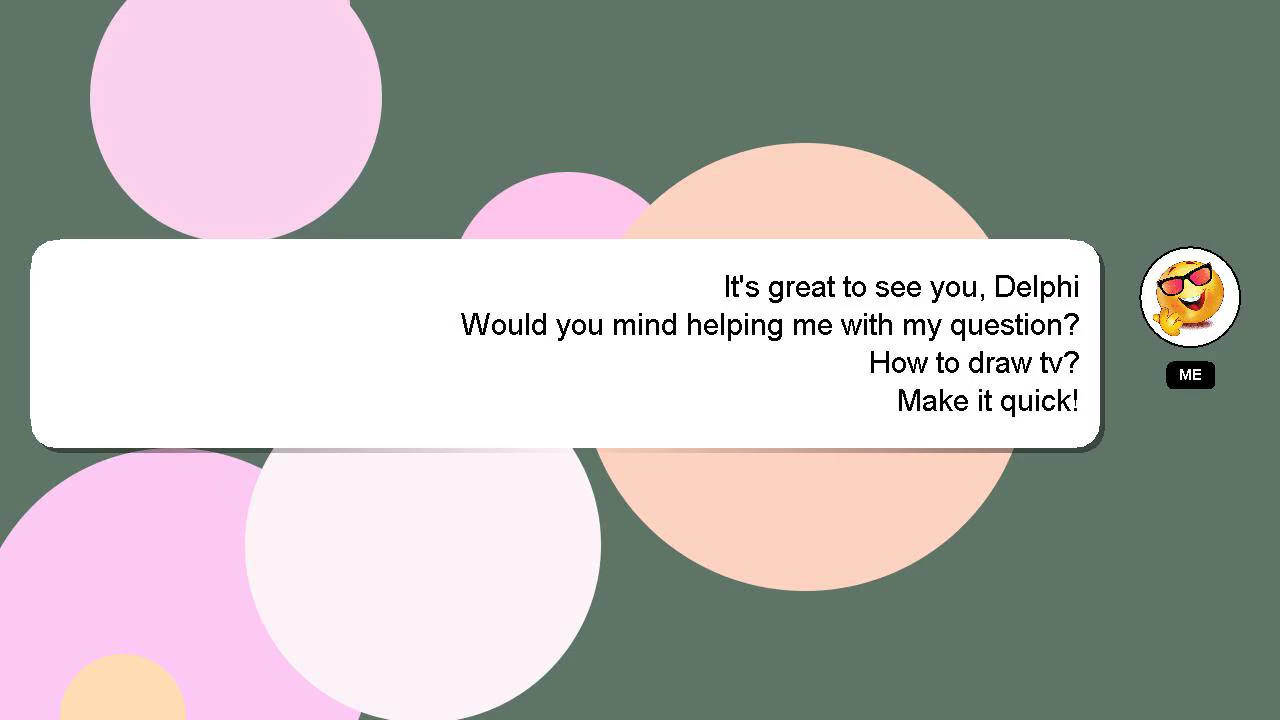 It's great to see you, Delphi
Would you mind helping me with my question?
How to draw tv?
Make it quick!
ME